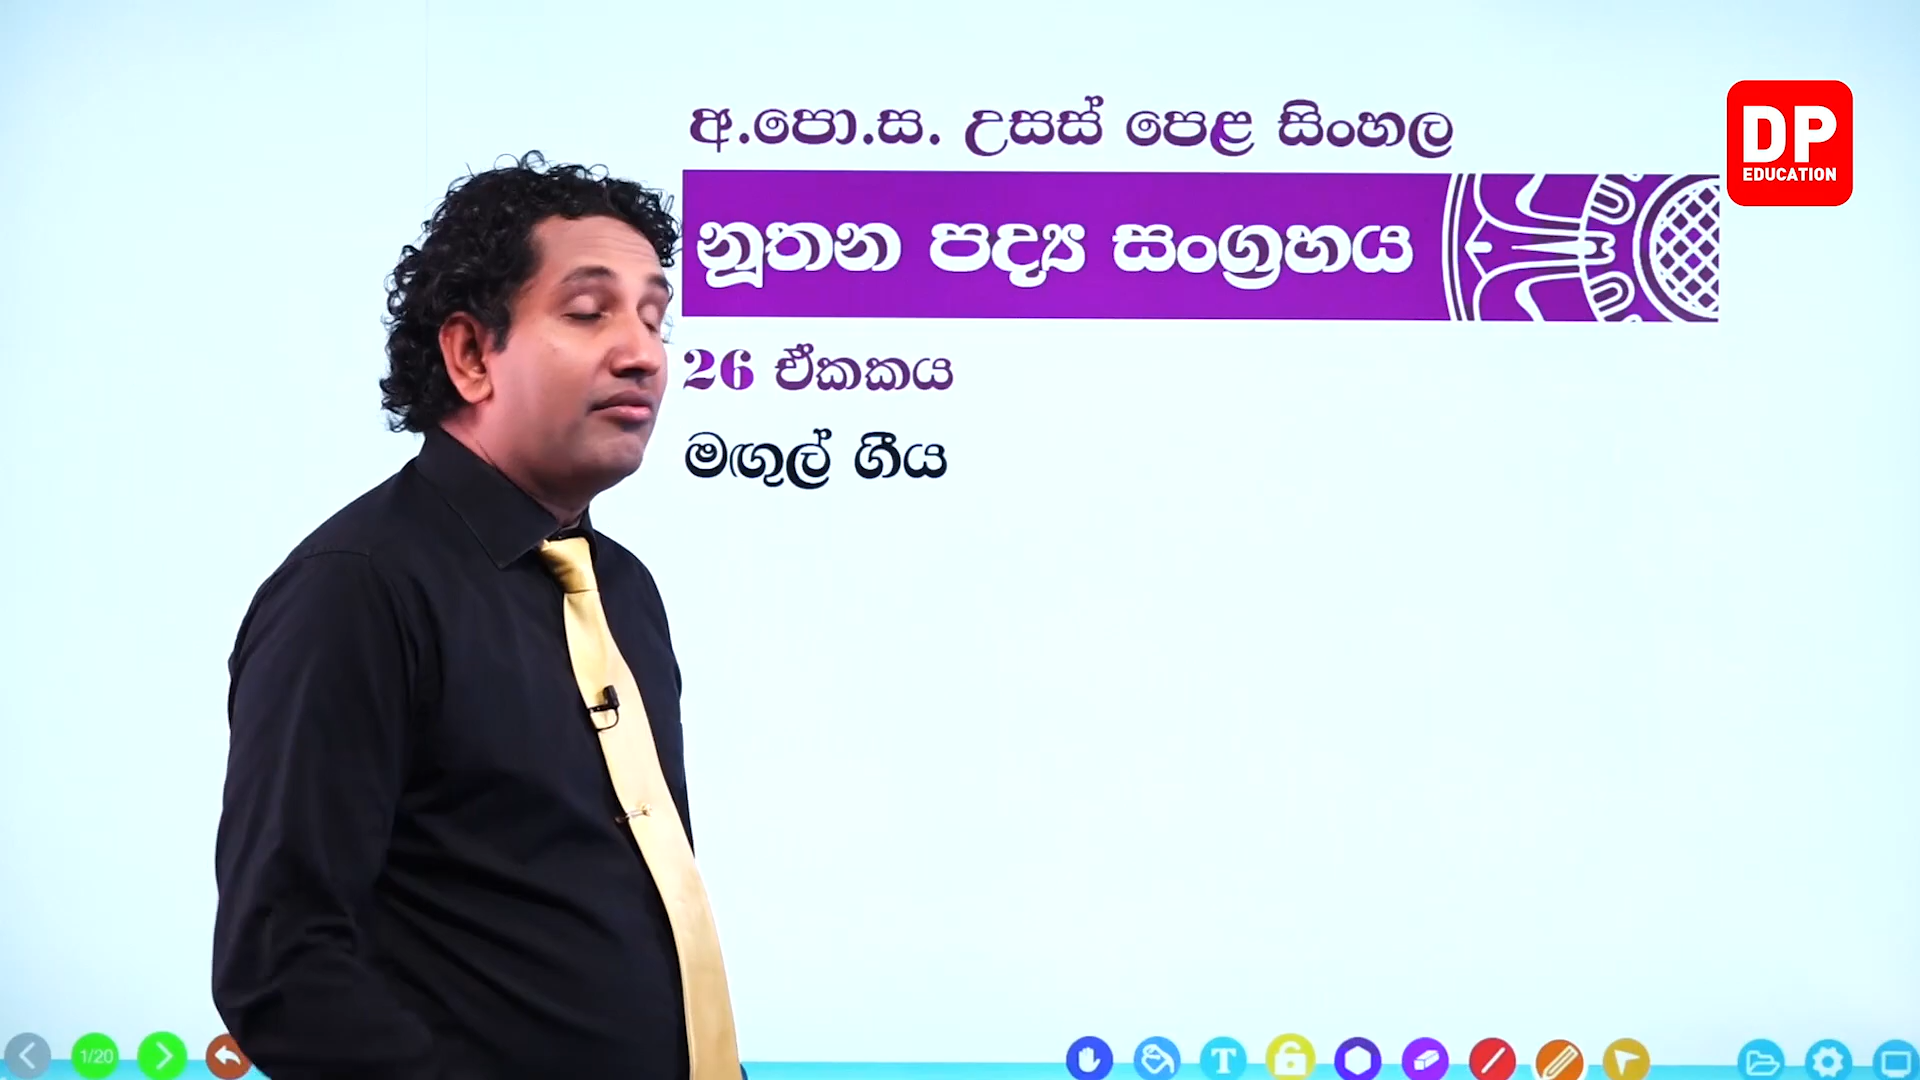 අ.පො.ස. උසස් පෙළ සිංහල
DP
EDUCATION
නූතන පද්‍ය සංග්‍රහය
26 ඒකකය
මඟුල් ගීය
1/20
T